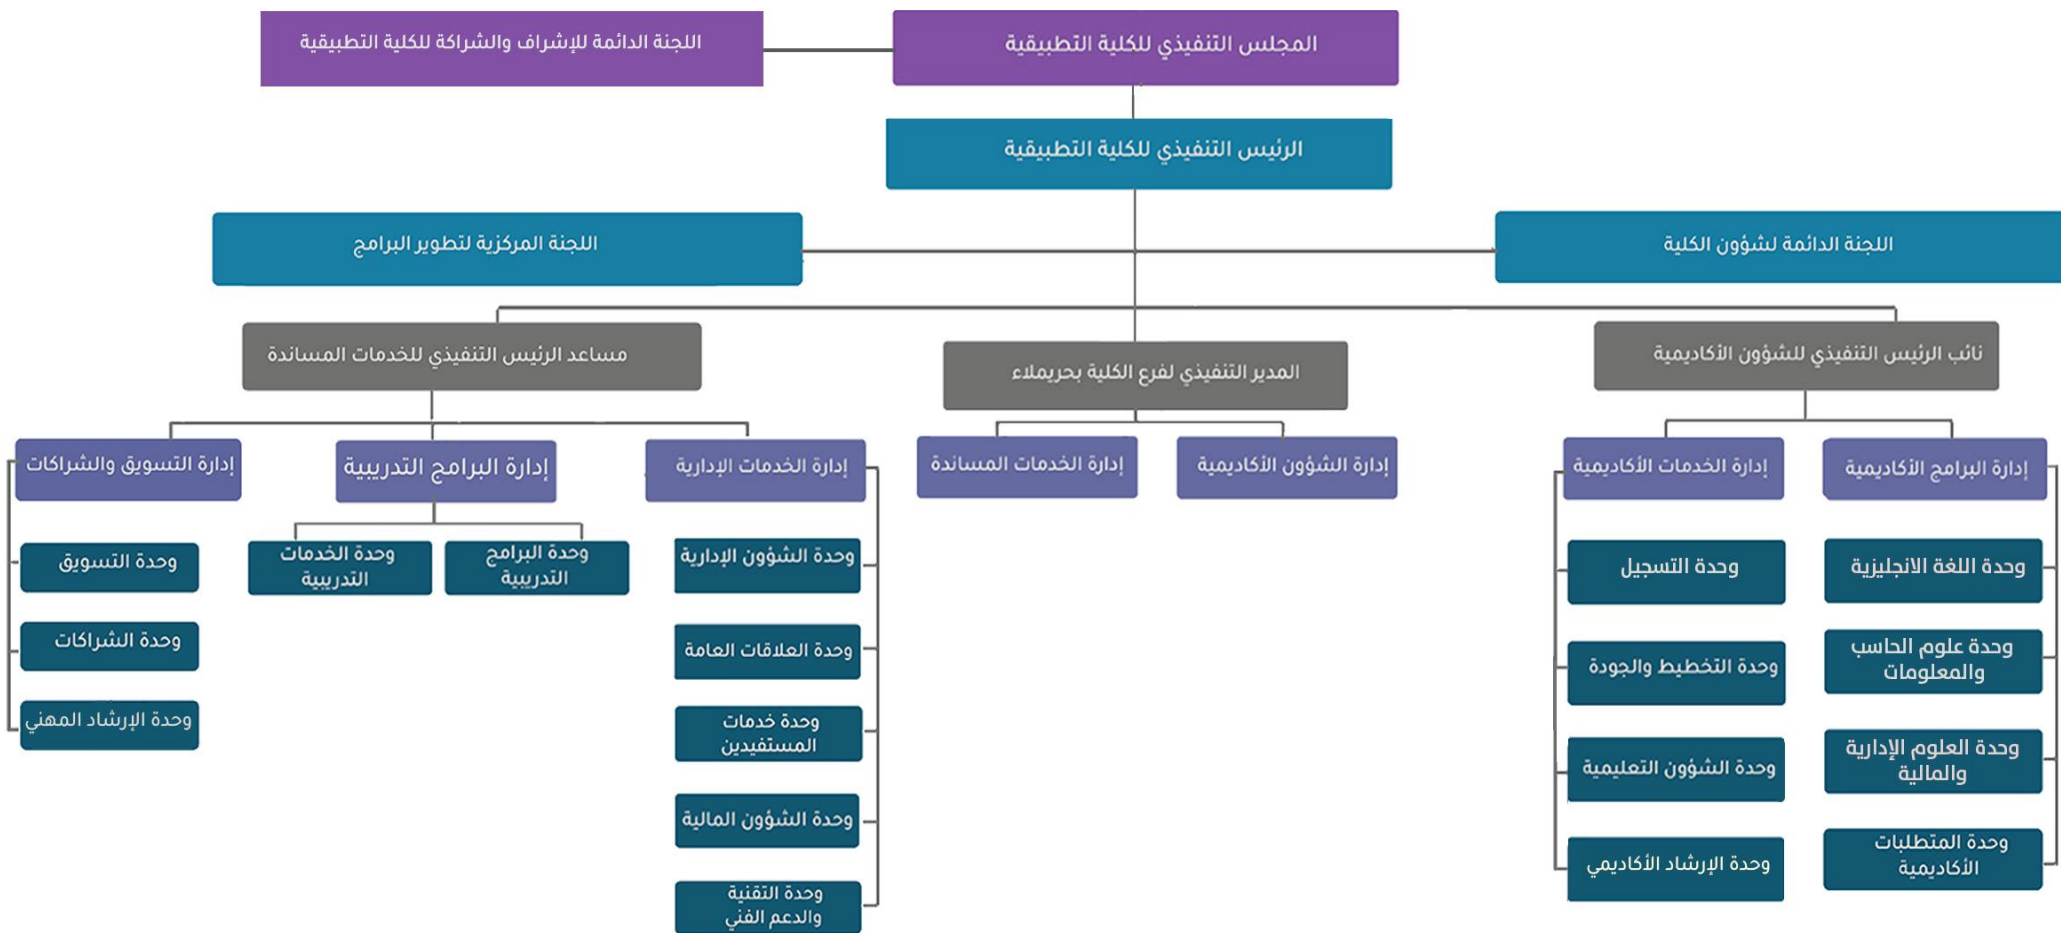 المجلس التنفيذي للكلية التطبيقية
اللجنة الدائمة للإشراف والشراكة للكلية التطبيقية
الرئيس التنفيذي للكلية التطبيقية
اللجنة الدائمة لشؤون الكلية
اللجنة المركزية لتطوير البرامج
نائب الرئيس التنفيذي للشؤون الأكاديمية
المدير التنفيذي لفرع الكلية بحريملاء
مساعد الرئيس التنفيذي للخدمات المساندة
إدارة البرامج الأكاديمية
إدارة الخدمات الأكاديمية
إدارة الشؤون الأكاديمية
إدارة الخدمات المساندة
إدارة الخدمات الإدارية
إدارة البرامج التدريبية
إدارة التسويق والشراكات
وحدة اللغة الانجليزية
وحدة علوم الحاسب
والمعلومات
وحدة العلوم الإدارية
والمالية
وحدة المتطلبات
الأكاديمية
وحدة التسجيل
وحدة التخطيط والجودة
وحدة الشؤون التعليمية
وحدة الإرشاد الأكاديمي
وحدة الشؤون الإدارية
وحدة العلاقات العامة
وحدة خدمات
المستفيدين
وحدة الشؤون المالية
وحدة التقنية
والدعم الفني
وحدة البرامج
التدريبية
وحدة الخدمات
التدريبية
وحدة التسويق
وحدة الشراكات
وحدة الإرشاد المهني